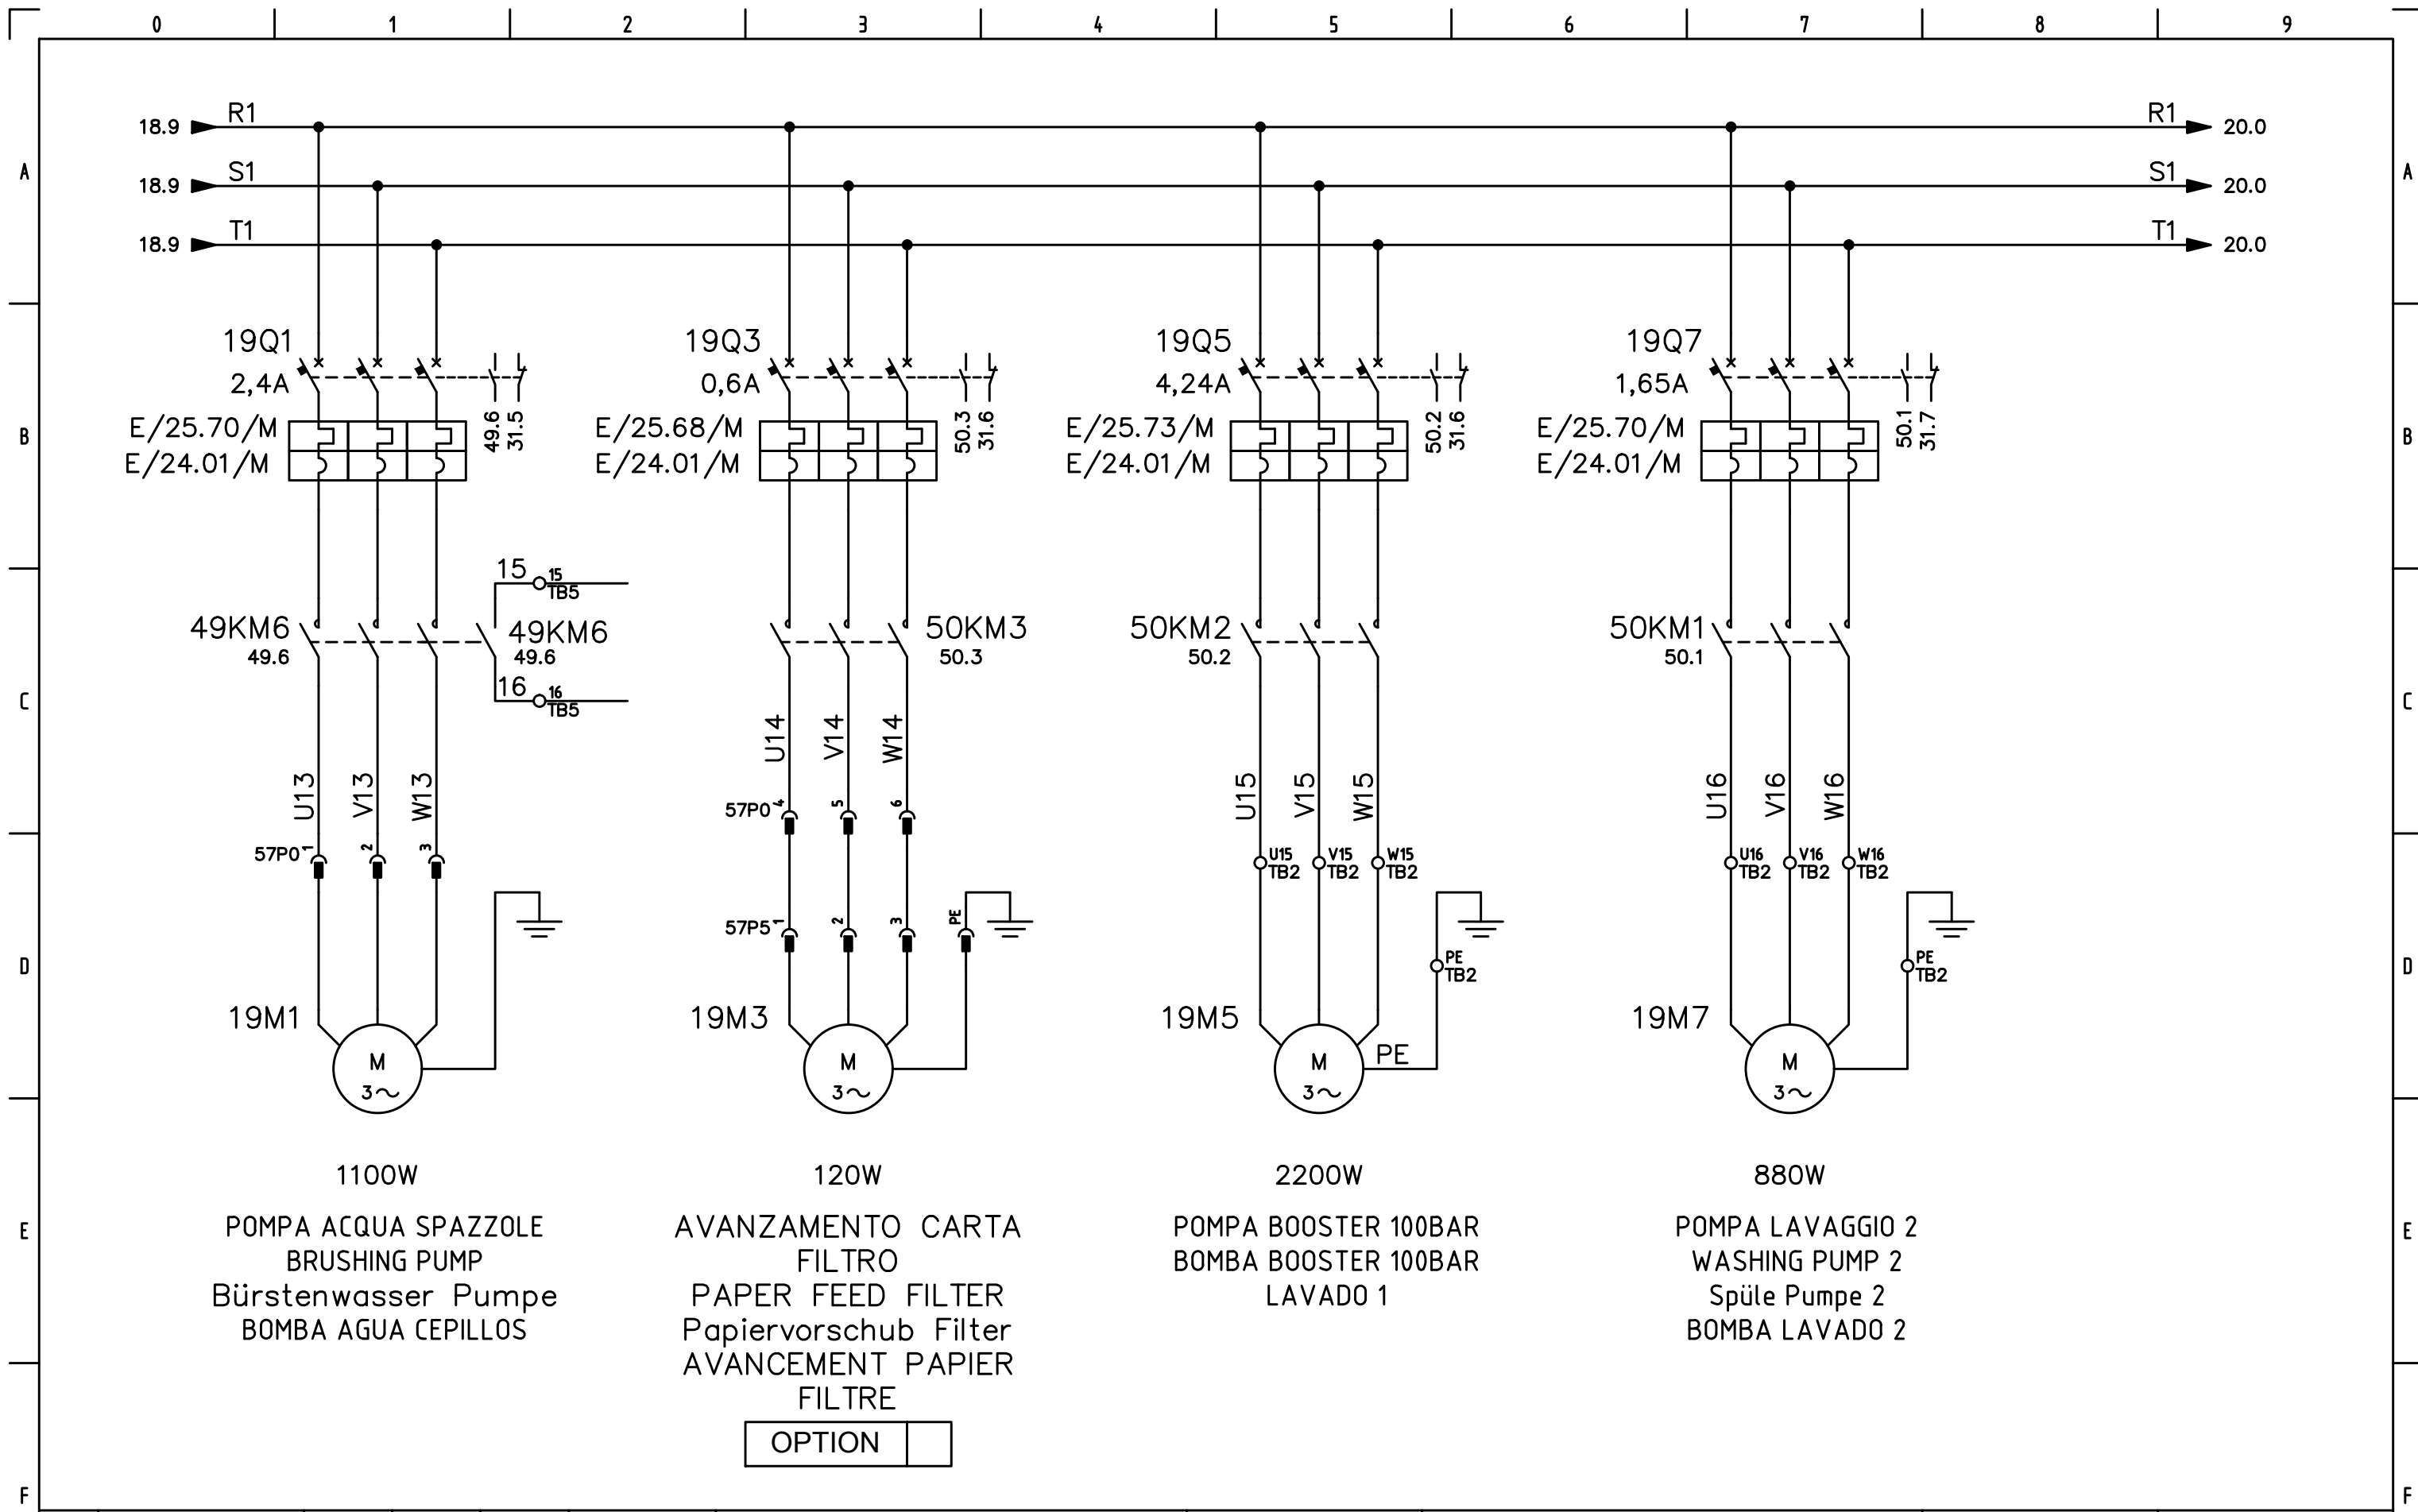 0 1 2 3 4 5 6 7 8 9
18.9 R1 R1 20.0
A 18.9 S1 S1 20.0 A
18.9 T1 T1 20.0
19Q1 19Q3 19Q5 19Q7
2,4A 0,6A 4,24A 1,65A
49.6 31.5 50.3 31.6 50.2 31.6 50.1 31.7
B E/25.70/M E/25.68/M E/25.73/M E/25.70/M B
E/24.01/M E/24.01/M E/24.01/M E/24.01/M
15 15
TB5
49KM6 49KM6 50KM3 50KM2 50KM1
49.6 49.6 50.3 50.2 50.1
C 16 16 C
TB5
U14 V14 W14
U13 V13 W13 U15 V15 W15 U16 V16 W16
57P0 4 5 6
57P0 1 2 3 U15 V15 W15 U16 V16 W16
TB2 TB2 TB2 TB2 TB2 TB2
57P5 1 2 3 PE
D PE PE D
TB2 TB2
19M1 19M3 19M5 19M7
M M M PE M
3~ 3~ 3~ 3~
1100W 120W 2200W 880W
E E
POMPA ACQUA SPAZZOLE
BRUSHING PUMP
Bürstenwasser Pumpe
BOMBA AGUA CEPILLOS
AVANZAMENTO CARTA
FILTRO
PAPER FEED FILTER
Papiervorschub Filter
AVANCEMENT PAPIER
FILTRE
OPTION
POMPA BOOSTER 100BAR
BOMBA BOOSTER 100BAR
LAVADO 1
POMPA LAVAGGIO 2
WASHING PUMP 2
Spüle Pumpe 2
BOMBA LAVADO 2
F F